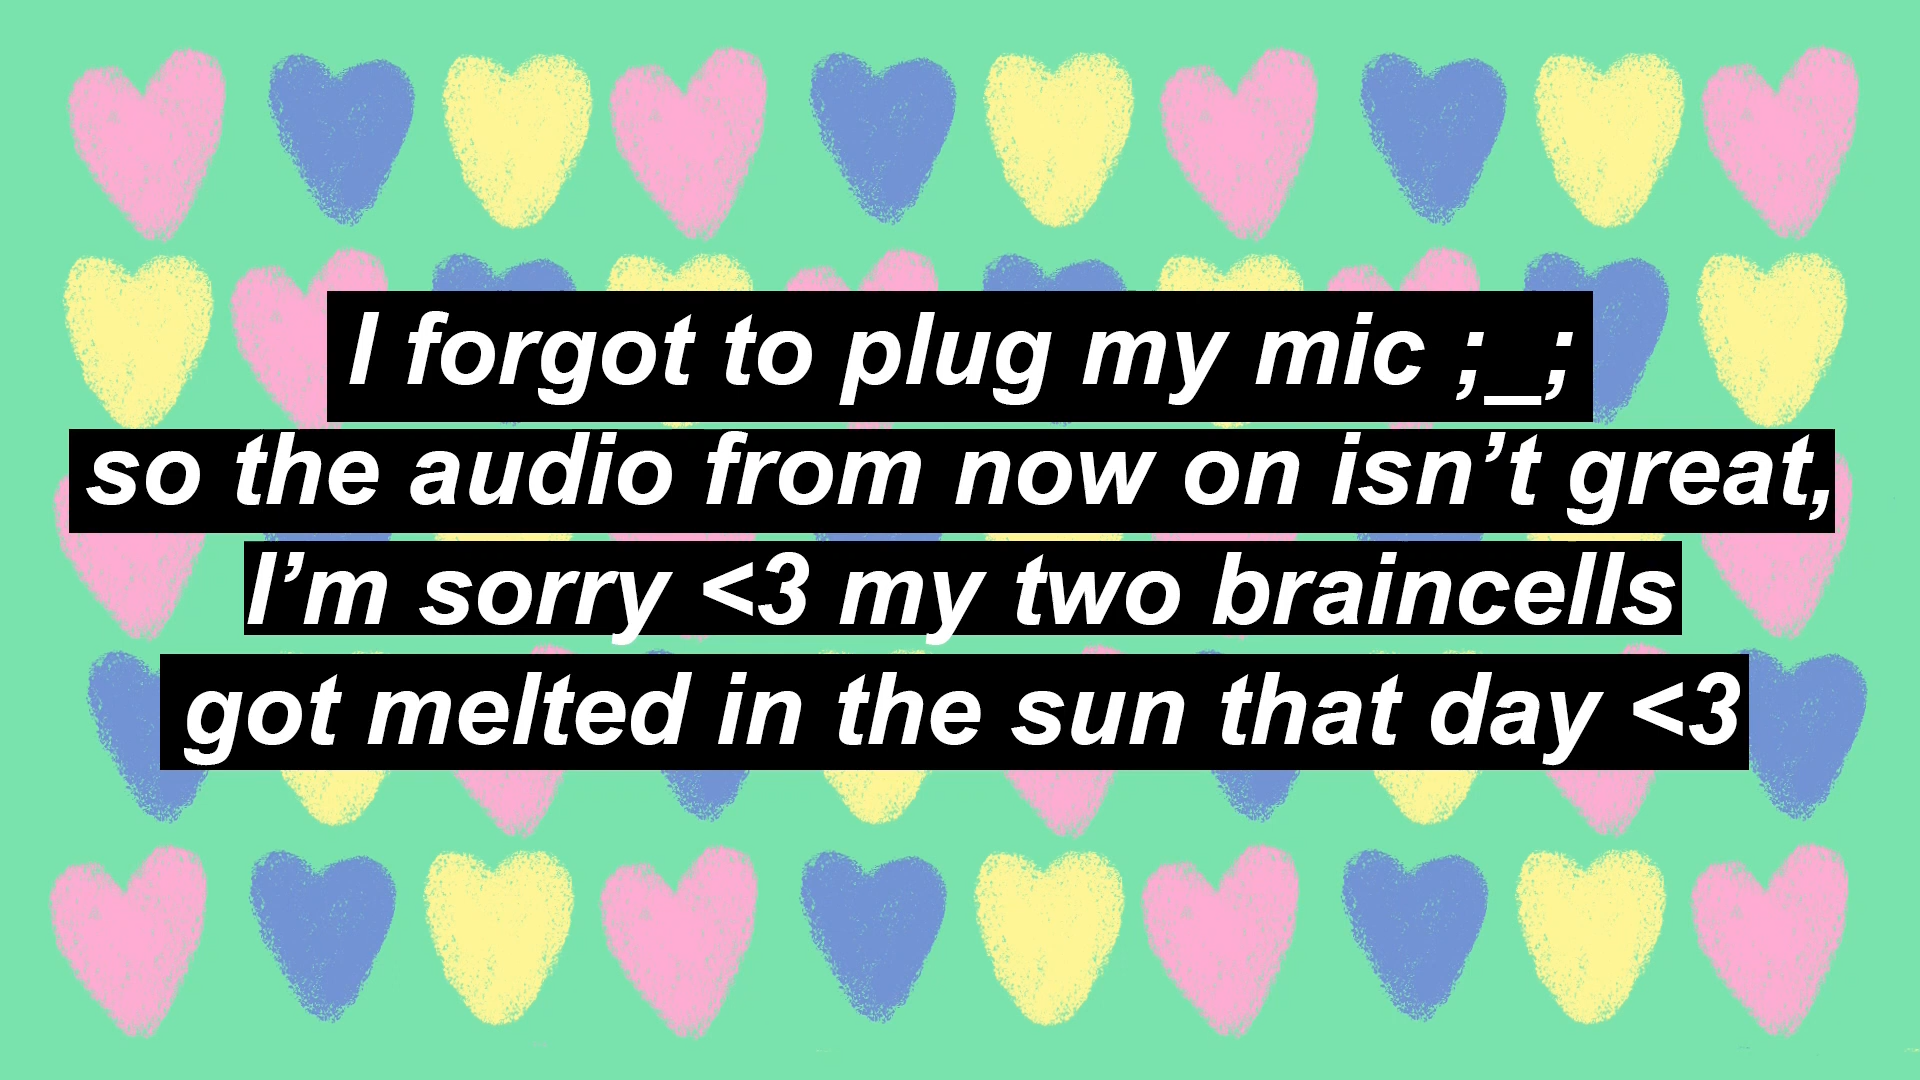 I forgot to plug my mic ;_;
so the audio from now on isn’t great,
I’m sorry <3 my two braincells
got melted in the sun that day <3